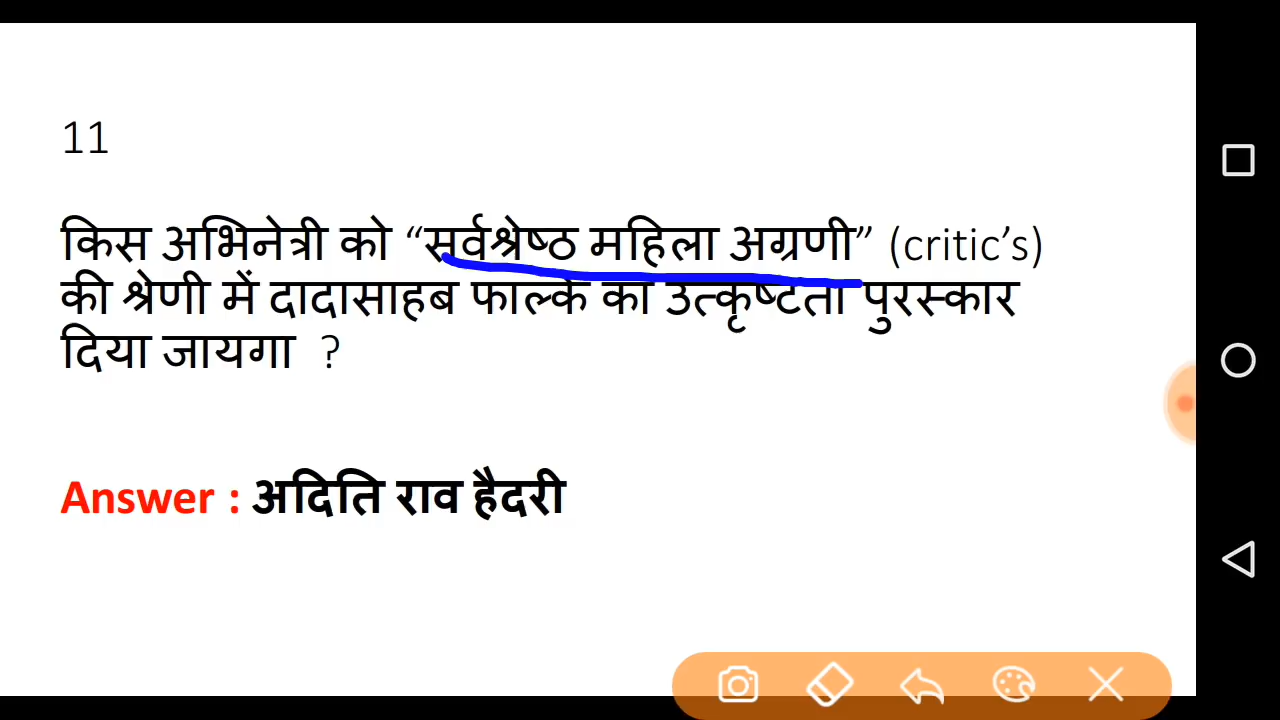 11
किस अभिनेत्री को “सर्वश्रेष्ठ महिला अग्रणी” (critic’s)
की श्रेणी में दादासाहब फाल्के का उत्कृष्टता पुरस्कार
दिया जायगा ?
Answer : अदिति राव हैदरी